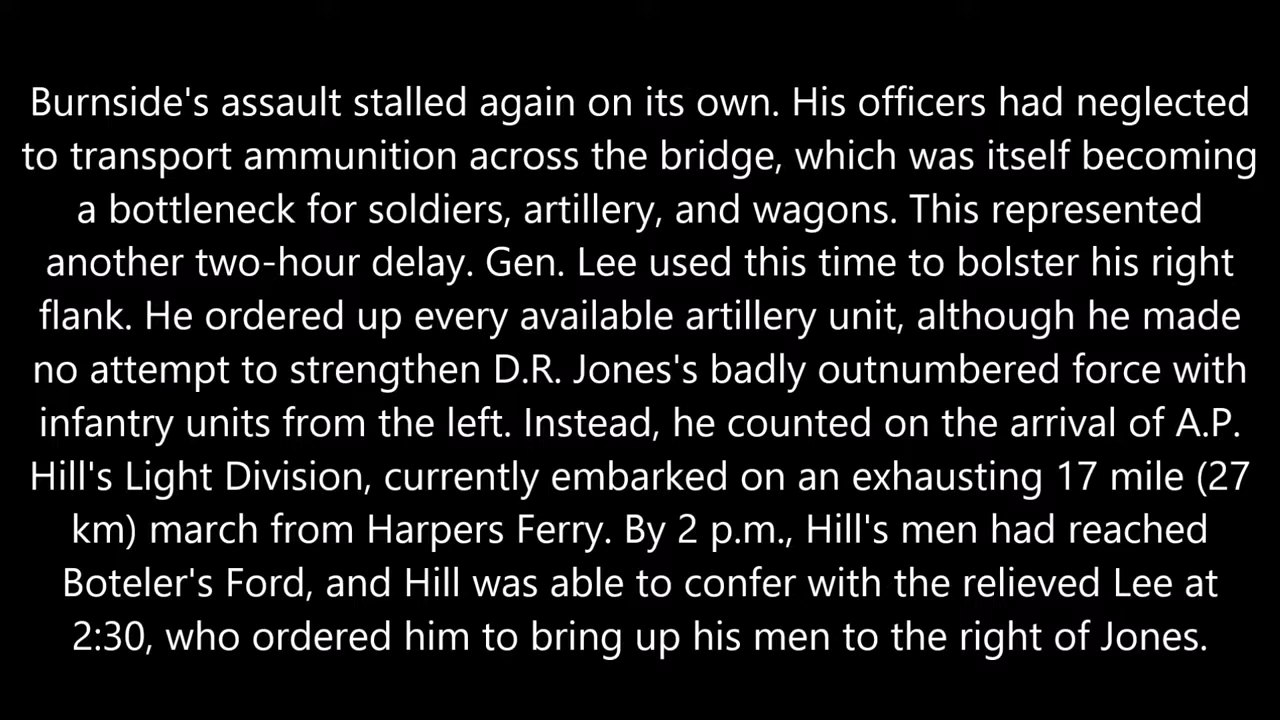 Burnside's assault stalled again on its own. His officers had neglected
to transport ammunition across the bridge, which was itself becoming
a bottleneck for soldiers, artillery, and wagons. This represented
another two-hour delay. Gen. Lee used this time to bolster his right
flank. He ordered up every available artillery unit, although he made
no attempt to strengthen D.R. Jones's badly outnumbered force with
infantry units from the left. Instead, he counted on the arrival of A.P.
Hill's Light Division, currently embarked on an exhausting 17 mile (27
km) march from Harpers Ferry. By 2 p.m., Hill's men had reached
Boteler's Ford, and Hill was able to confer with the relieved Lee at
2:30, who ordered him to bring up his men to the right of Jones.